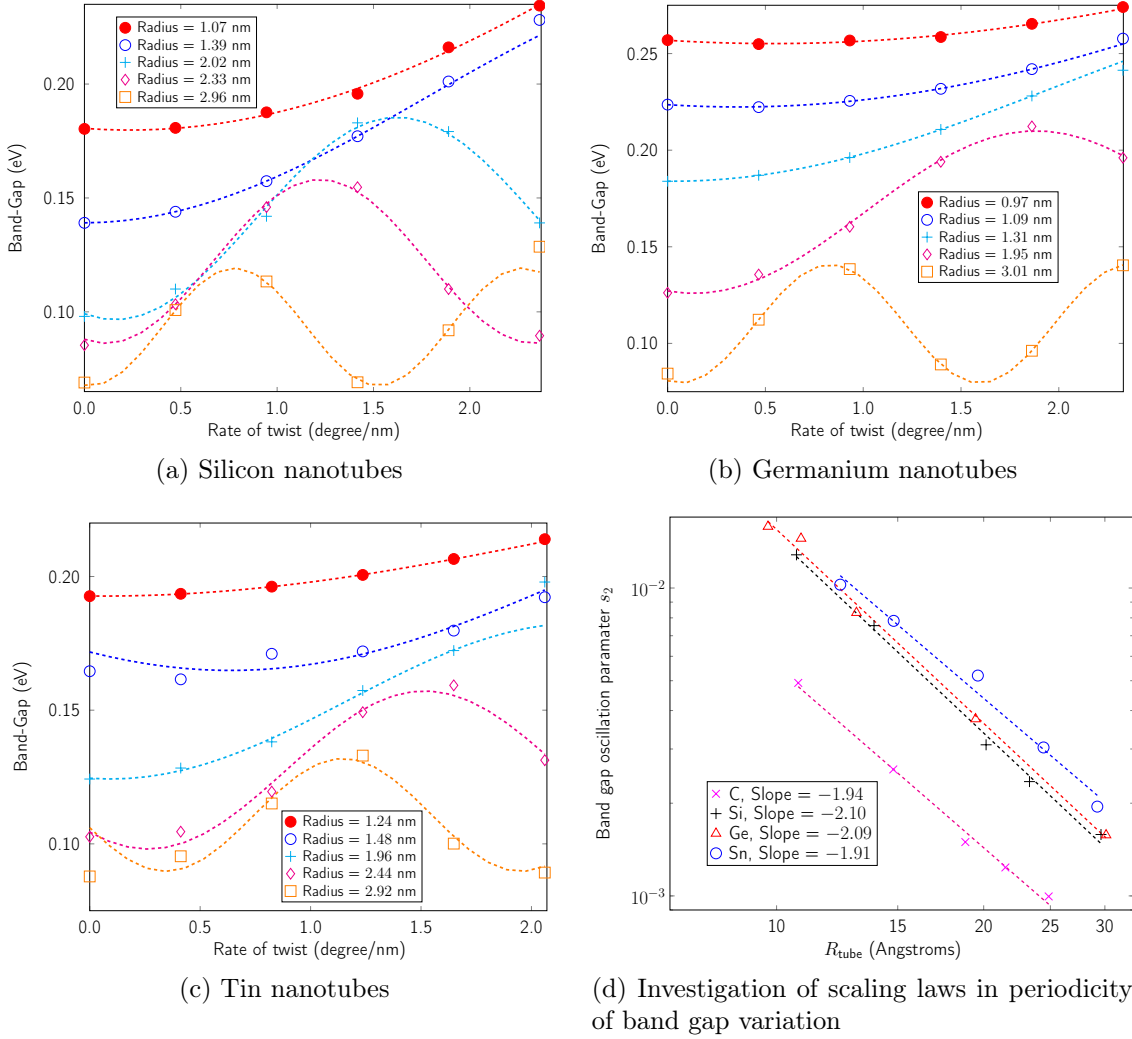 Radius = 1.07 nm
Radius = 1.39 nm
Radius = 2.02 nm
Radius = 2.33 nm
Radius = 2.96 nm
0.20
0.15
0.10
Band-Gap (eV)
0.0 0.5 1.0 1.5 2.0
Rate of twist (degree/nm)
(a) Silicon nanotubes
0.25
0.20
0.15
0.10
Band-Gap (eV)
Radius = 0.97 nm
Radius = 1.09 nm
Radius = 1.31 nm
Radius = 1.95 nm
Radius = 3.01 nm
0.0 0.5 1.0 1.5 2.0
Rate of twist (degree/nm)
(b) Germanium nanotubes
0.20
0.15
0.10
Band-Gap (eV)
Radius = 1.24 nm
Radius = 1.48 nm
Radius = 1.96 nm
Radius = 2.44 nm
Radius = 2.92 nm
0.0 0.5 1.0 1.5 2.0
Rate of twist (degree/nm)
(c) Tin nanotubes
10⁻²
10⁻³
Band gap oscillation paramater s₂
C, Slope = −1.94
Si, Slope = −2.10
Ge, Slope = −2.09
Sn, Slope = −1.91
10 15 20 25 30
R_tube (Angstroms)
(d) Investigation of scaling laws in periodicity
of band gap variation